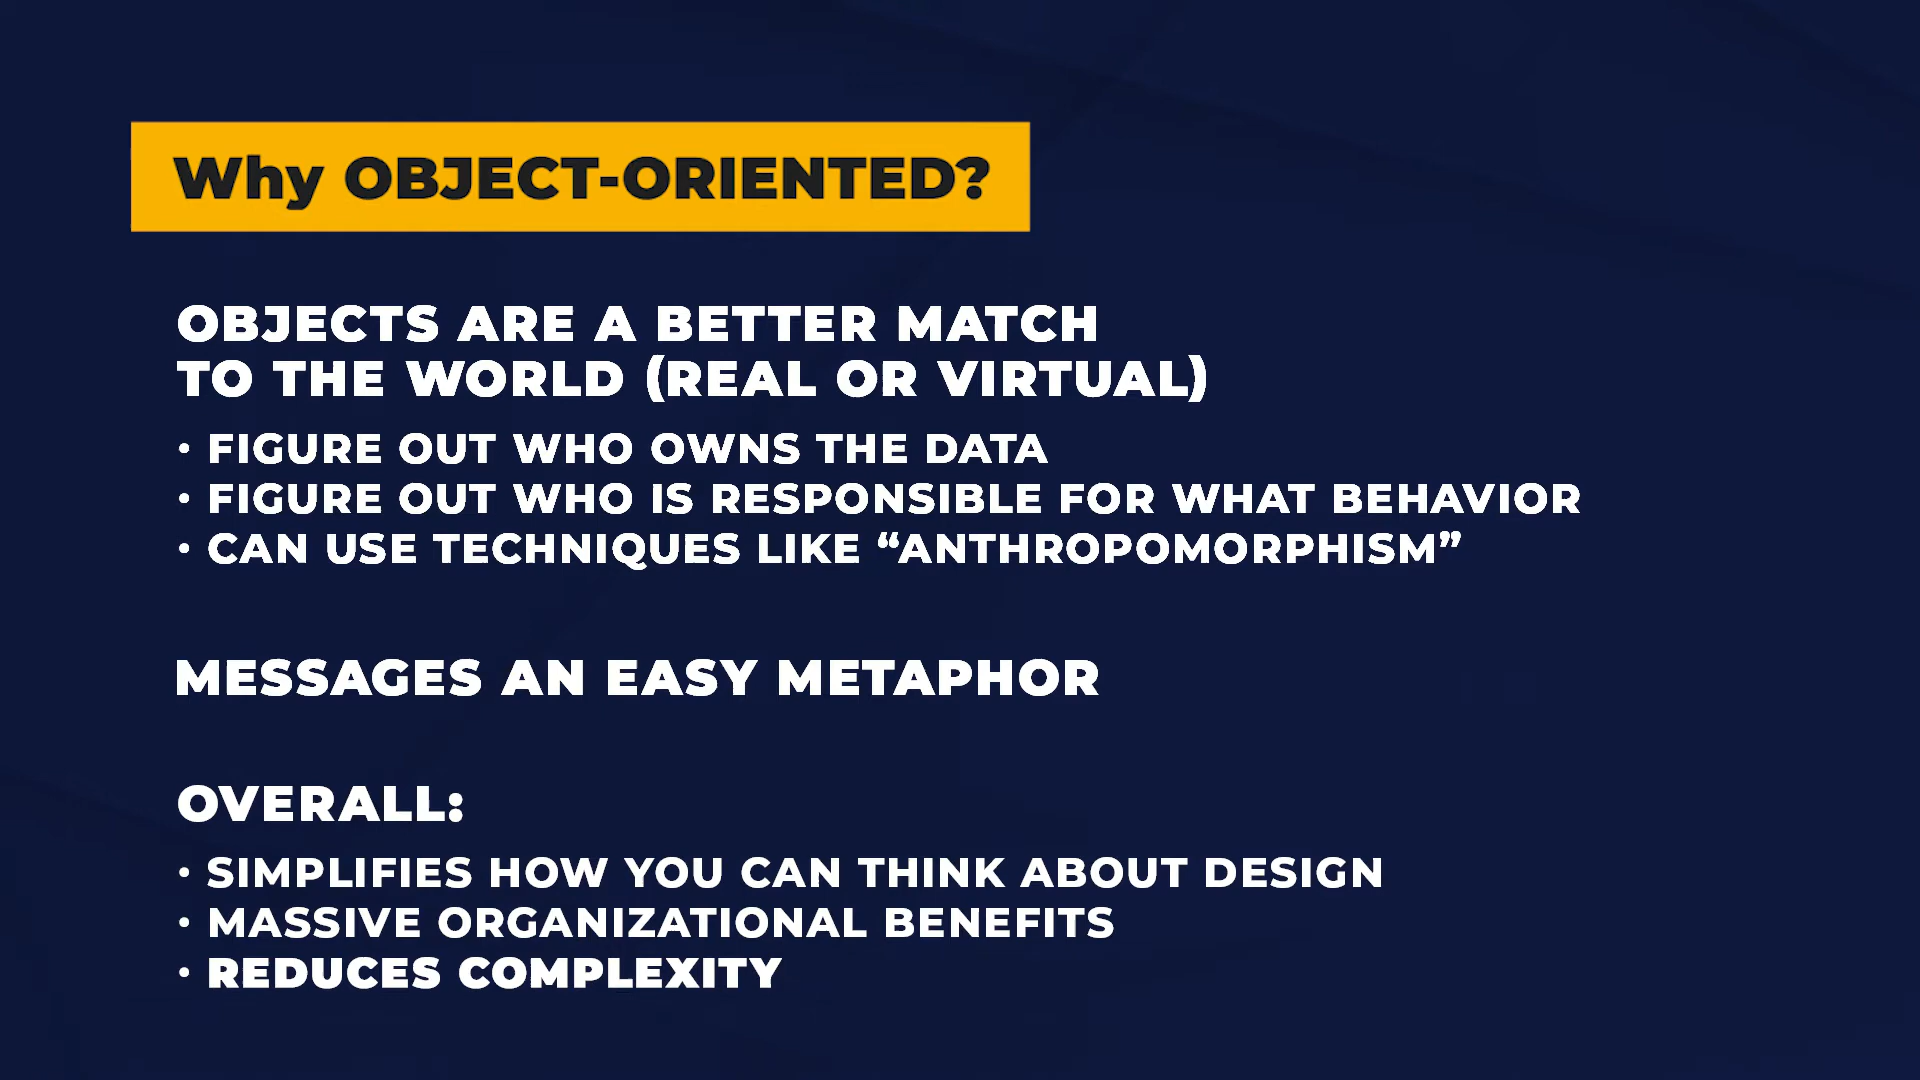 Why OBJECT-ORIENTED?
OBJECTS ARE A BETTER MATCH
TO THE WORLD (REAL OR VIRTUAL)
• FIGURE OUT WHO OWNS THE DATA
• FIGURE OUT WHO IS RESPONSIBLE FOR WHAT BEHAVIOR
• CAN USE TECHNIQUES LIKE “ANTHROPOMORPHISM”
MESSAGES AN EASY METAPHOR
OVERALL:
• SIMPLIFIES HOW YOU CAN THINK ABOUT DESIGN
• MASSIVE ORGANIZATIONAL BENEFITS
• REDUCES COMPLEXITY